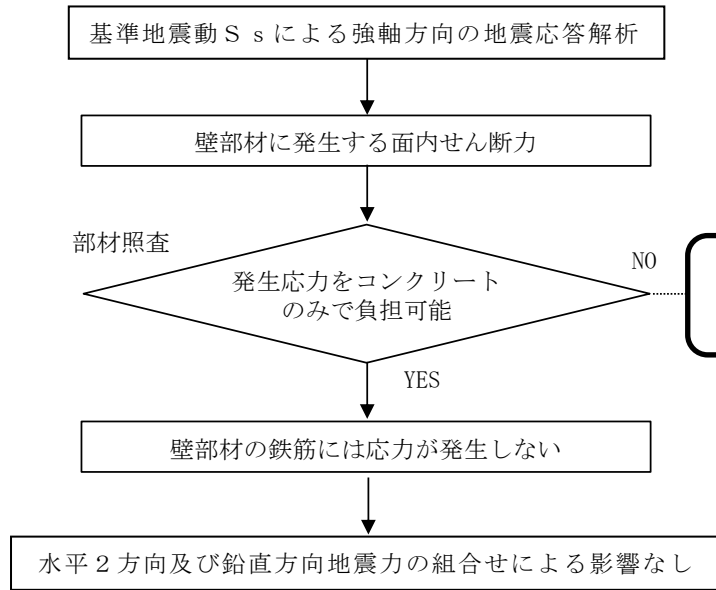 基準地震動Ｓｓによる強軸方向の地震応答解析
壁部材に発生する面内せん断力
部材照査
発生応力をコンクリート
のみで負担可能
NO
YES
壁部材の鉄筋には応力が発生しない
水平２方向及び鉛直方向地震力の組合せによる影響なし